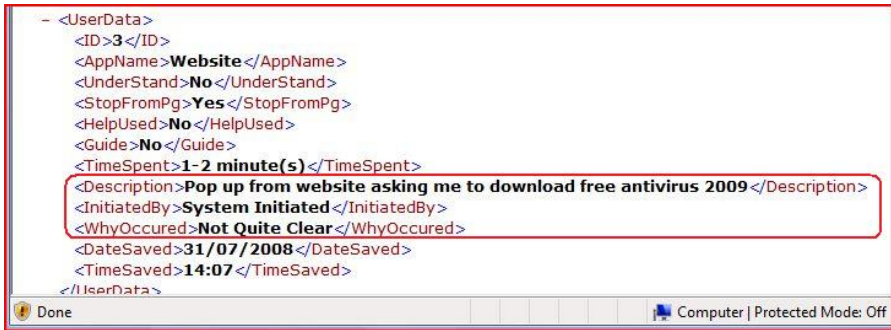 - <UserData>
<ID>3</ID>
<AppName>Website</AppName>
<UnderStand>No</UnderStand>
<StopFromPg>Yes</StopFromPg>
<HelpUsed>No</HelpUsed>
<Guide>No</Guide>
<TimeSpent>1-2 minute(s)</TimeSpent>
<Description>Pop up from website asking me to download free antivirus 2009</Description>
<InitiatedBy>System Initiated</InitiatedBy>
<WhyOccured>Not Quite Clear</WhyOccured>
<DateSaved>31/07/2008</DateSaved>
<TimeSaved>14:07</TimeSaved>
</UserData>
Done Computer | Protected Mode: Off